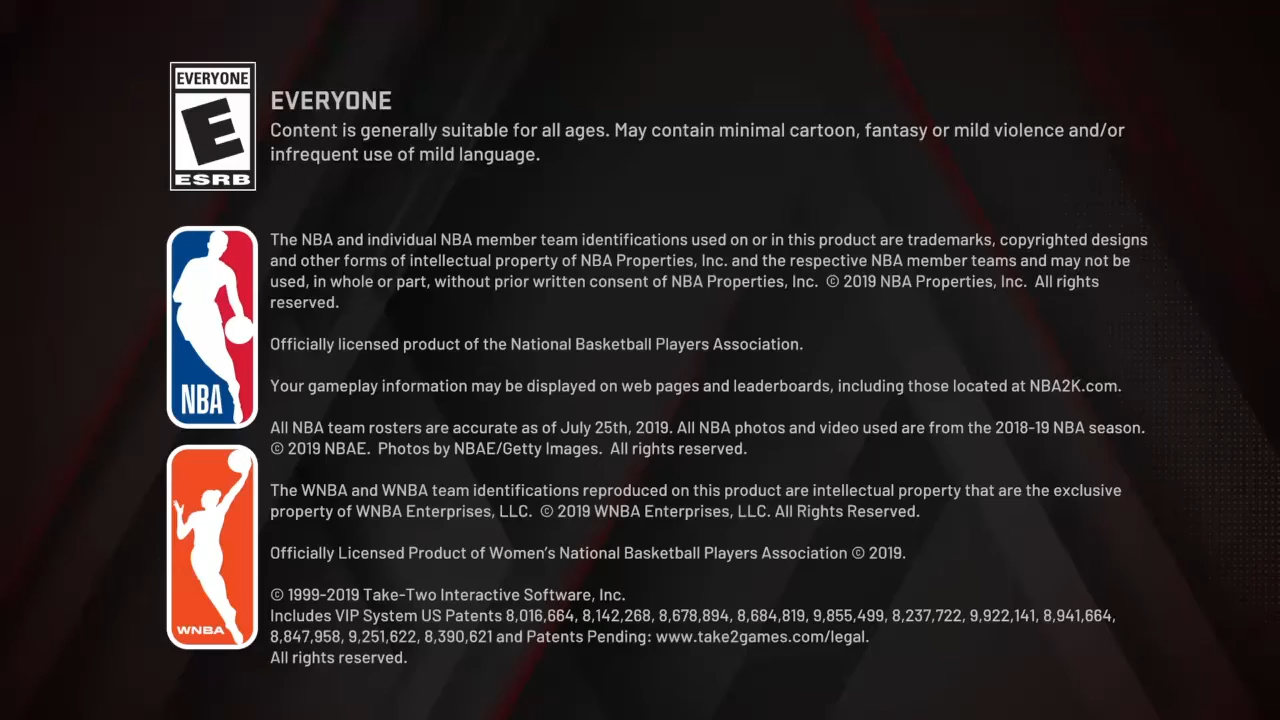 EVERYONE
E
ESRB
EVERYONE
Content is generally suitable for all ages. May contain minimal cartoon, fantasy or mild violence and/or
infrequent use of mild language.
NBA
The NBA and individual NBA member team identifications used on or in this product are trademarks, copyrighted designs
and other forms of intellectual property of NBA Properties, Inc. and the respective NBA member teams and may not be
used, in whole or part, without prior written consent of NBA Properties, Inc.  © 2019 NBA Properties, Inc.  All rights
reserved.
Officially licensed product of the National Basketball Players Association.
Your gameplay information may be displayed on web pages and leaderboards, including those located at NBA2K.com.
All NBA team rosters are accurate as of July 25th, 2019. All NBA photos and video used are from the 2018-19 NBA season.
© 2019 NBAE.  Photos by NBAE/Getty Images.  All rights reserved.
WNBA
The WNBA and WNBA team identifications reproduced on this product are intellectual property that are the exclusive
property of WNBA Enterprises, LLC.  © 2019 WNBA Enterprises, LLC. All Rights Reserved.
Officially Licensed Product of Women's National Basketball Players Association © 2019.
© 1999-2019 Take-Two Interactive Software, Inc.
Includes VIP System US Patents 8,016,664, 8,142,268, 8,678,894, 8,684,819, 9,855,499, 8,237,722, 9,922,141, 8,941,664,
8,847,958, 9,251,622, 8,390,621 and Patents Pending: www.take2games.com/legal.
All rights reserved.